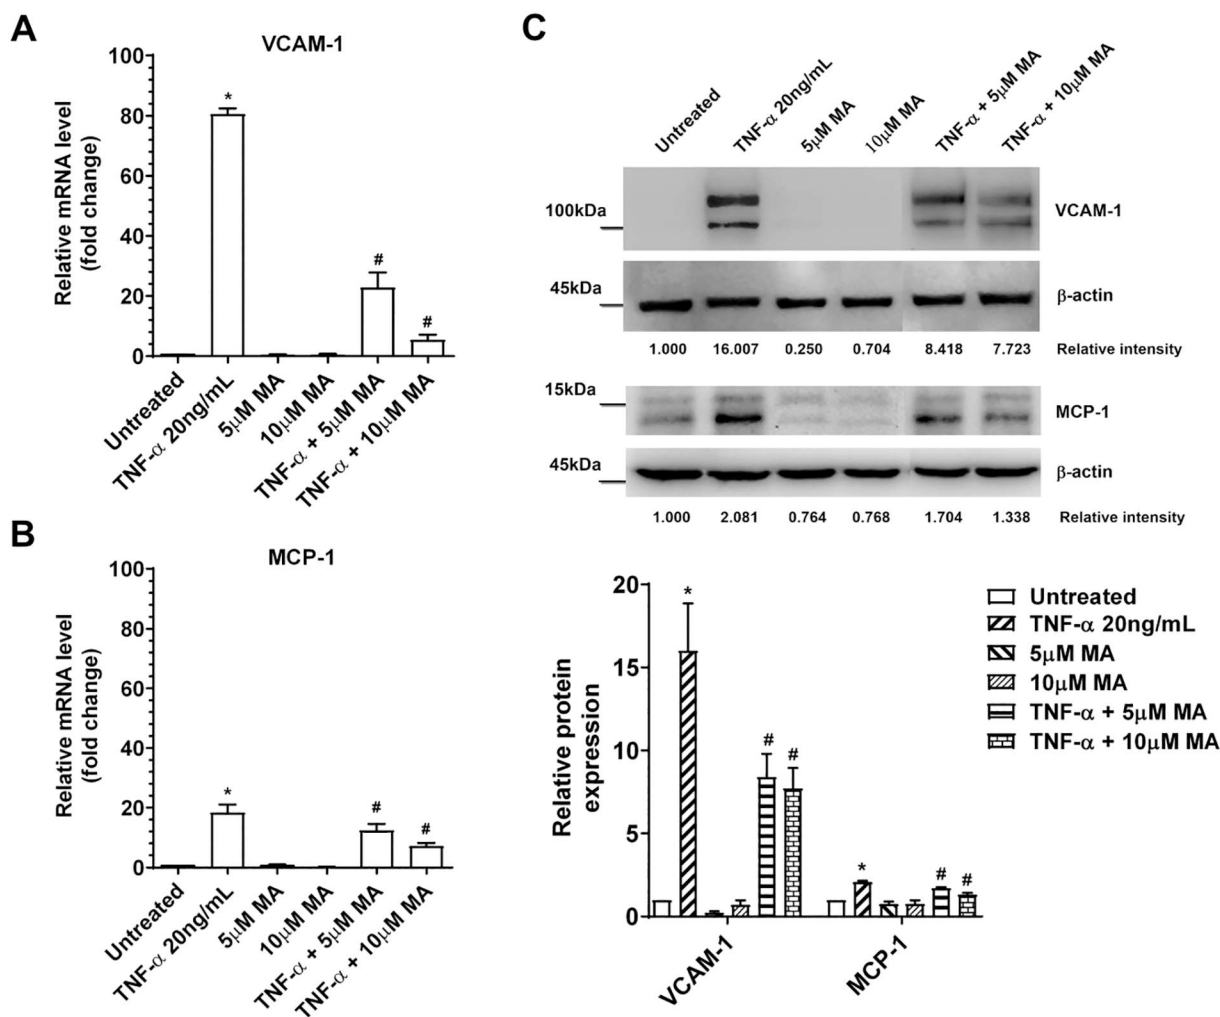 A
VCAM-1
Relative mRNA level
(fold change)
100
80
60
40
20
0
*
#
#
Untreated
TNF-α 20ng/mL
5μM MA
10μM MA
TNF-α + 5μM MA
TNF-α + 10μM MA
B
MCP-1
Relative mRNA level
(fold change)
100
80
60
40
20
0
*
#
#
Untreated
TNF-α 20ng/mL
5μM MA
10μM MA
TNF-α + 5μM MA
TNF-α + 10μM MA
C
Untreated
TNF-α 20ng/mL
5μM MA
10μM MA
TNF-α + 5μM MA
TNF-α + 10μM MA
100kDa
VCAM-1
45kDa
β-actin
1.000 16.007 0.250 0.704 8.418 7.723 Relative intensity
15kDa
MCP-1
45kDa
β-actin
1.000 2.081 0.764 0.768 1.704 1.338 Relative intensity
Relative protein
expression
20
15
10
5
0
*
#
#
*
#
#
VCAM-1
MCP-1
Untreated
TNF-α 20ng/mL
5μM MA
10μM MA
TNF-α + 5μM MA
TNF-α + 10μM MA